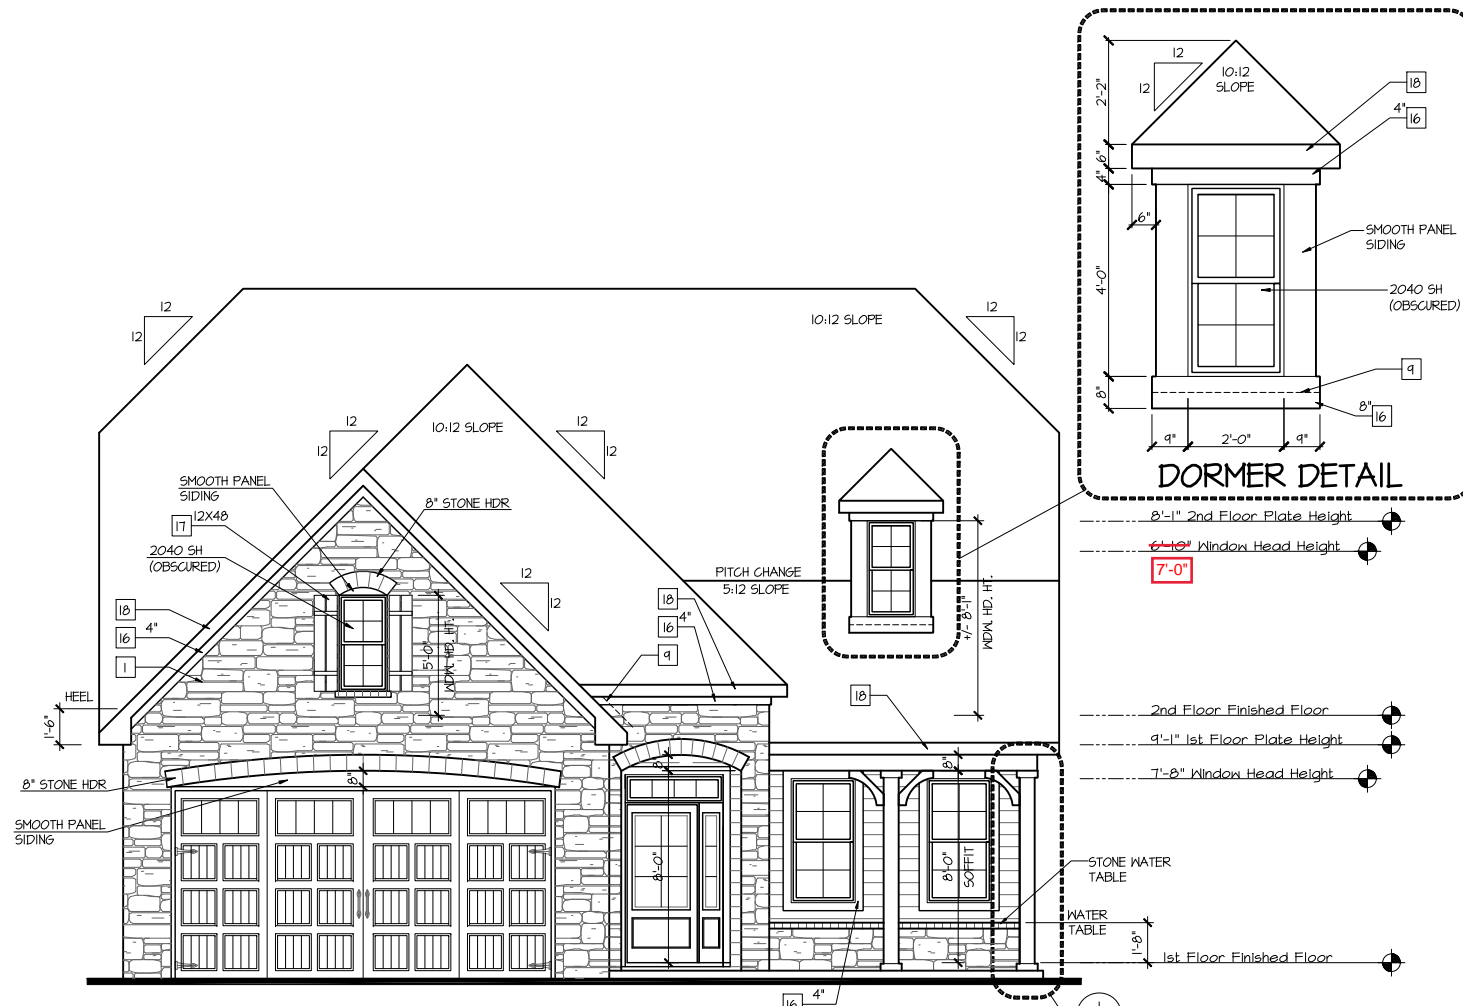 12
12
10:12
SLOPE
18
4"
16
2'-2"
6"
4"
6"
4'-0"
8"
SMOOTH PANEL
SIDING
2040 SH
(OBSCURED)
9
8"
16
9"
2'-0"
9"
DORMER DETAIL
12
12
10:12 SLOPE
12
12
12
12
10:12 SLOPE
12
12
SMOOTH PANEL
SIDING
8" STONE HDR
12X48
17
2040 SH
(OBSCURED)
8'-1" 2nd Floor Plate Height
6'-10" Window Head Height
7'-0"
PITCH CHANGE
5:12 SLOPE
12
12
18
16
4"
1
18
4"
16
9
5'-0"
WDW. HD. HT.
+/- 8'-1"
WDW. HD. HT.
HEEL
1'-6"
18
2nd Floor Finished Floor
9'-1" 1st Floor Plate Height
7'-8" Window Head Height
8" STONE HDR
8"
8"
8"
SMOOTH PANEL
SIDING
8'-0"
8'-0"
SOFFIT
STONE WATER
TABLE
WATER
TABLE
1'-8"
1st Floor Finished Floor
16
4"
1